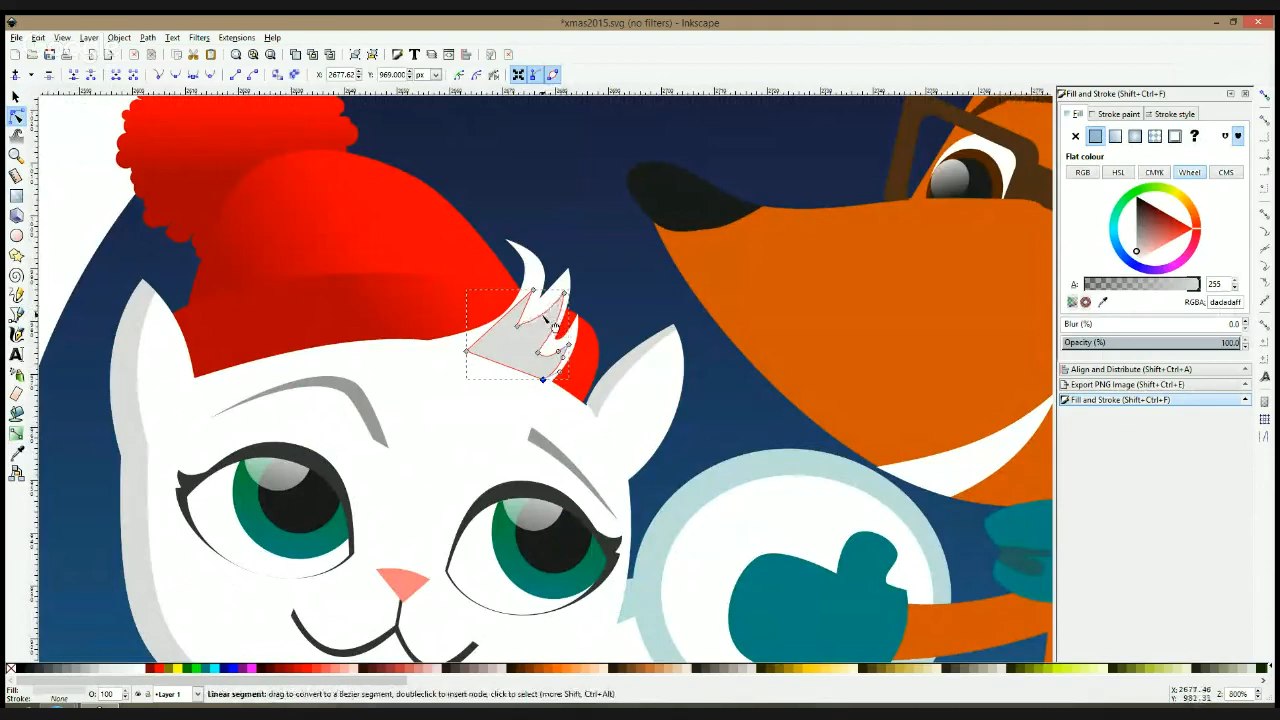 *xmas2015.svg (no filters) - Inkscape
File Edit View Layer Object Path Text Filters Extensions Help
X: 2677.62 Y: 969.000 px
Fill and Stroke (Shift+Ctrl+F)
Fill Stroke paint Stroke style
Flat colour
RGB HSL CMYK Wheel CMS
A: 255
RGBA: dadadaff
Blur (%) 0.0
Opacity (%) 100.0
Align and Distribute (Shift+Ctrl+A)
Export PNG Image (Shift+Ctrl+E)
Fill and Stroke (Shift+Ctrl+F)
Fill:
Stroke: None
O: 100
Layer 1
Linear segment: drag to convert to a Bezier segment, doubleclick to insert node, click to select (more: Shift, Ctrl+Alt)
X: 2677.46
Y: 981.31
Z: 800%